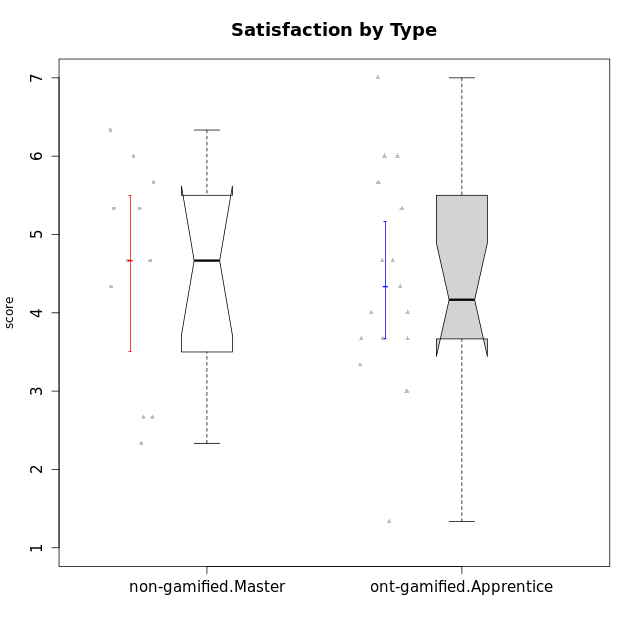 Satisfaction by Type
7
6
5
4
3
2
1
score
non-gamified.Master
ont-gamified.Apprentice